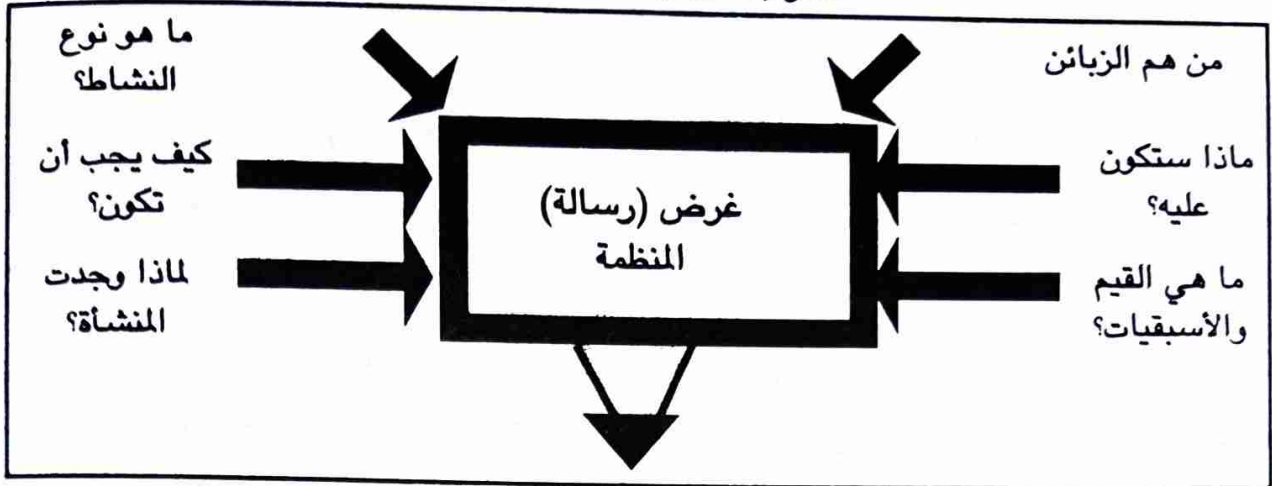 من هم الزبائن
ماذا ستكون
عليه؟
ما هي القيم
والأسبقيات؟
غرض (رسالة)
المنظمة
ما هو نوع
النشاط؟
كيف يجب أن
تكون؟
لماذا وجدت
المنشأة؟